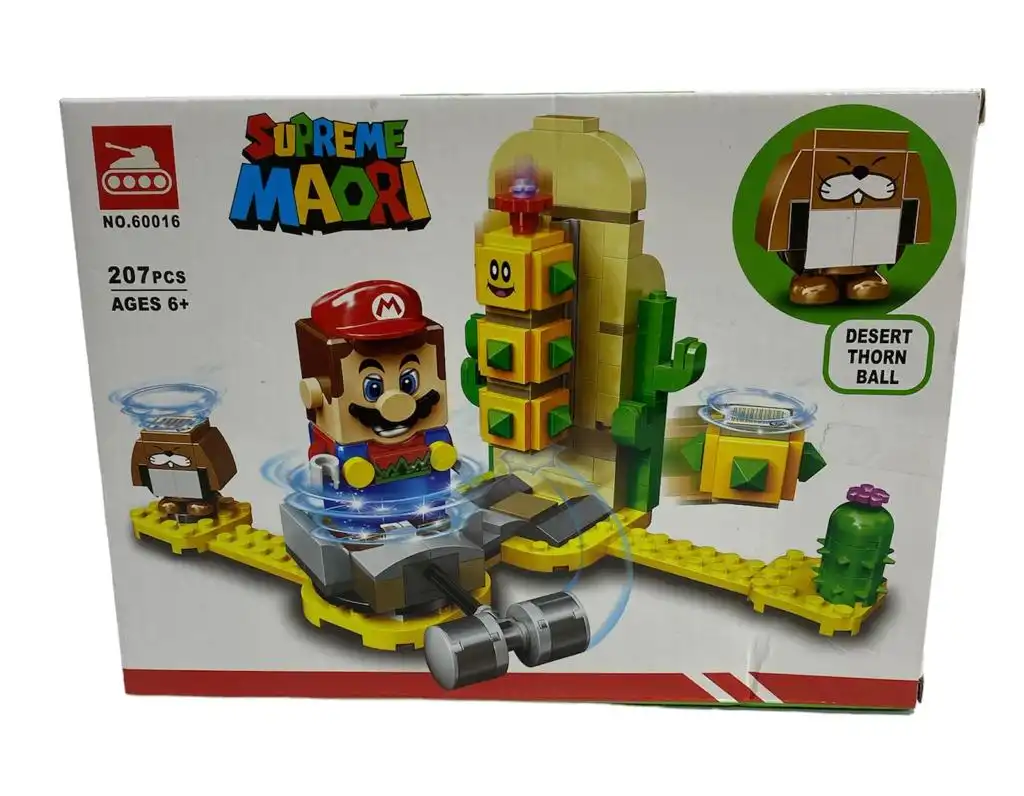 SUPREME
MAORI
NO.60016
207PCS
AGES 6+
M
DESERT
THORN
BALL